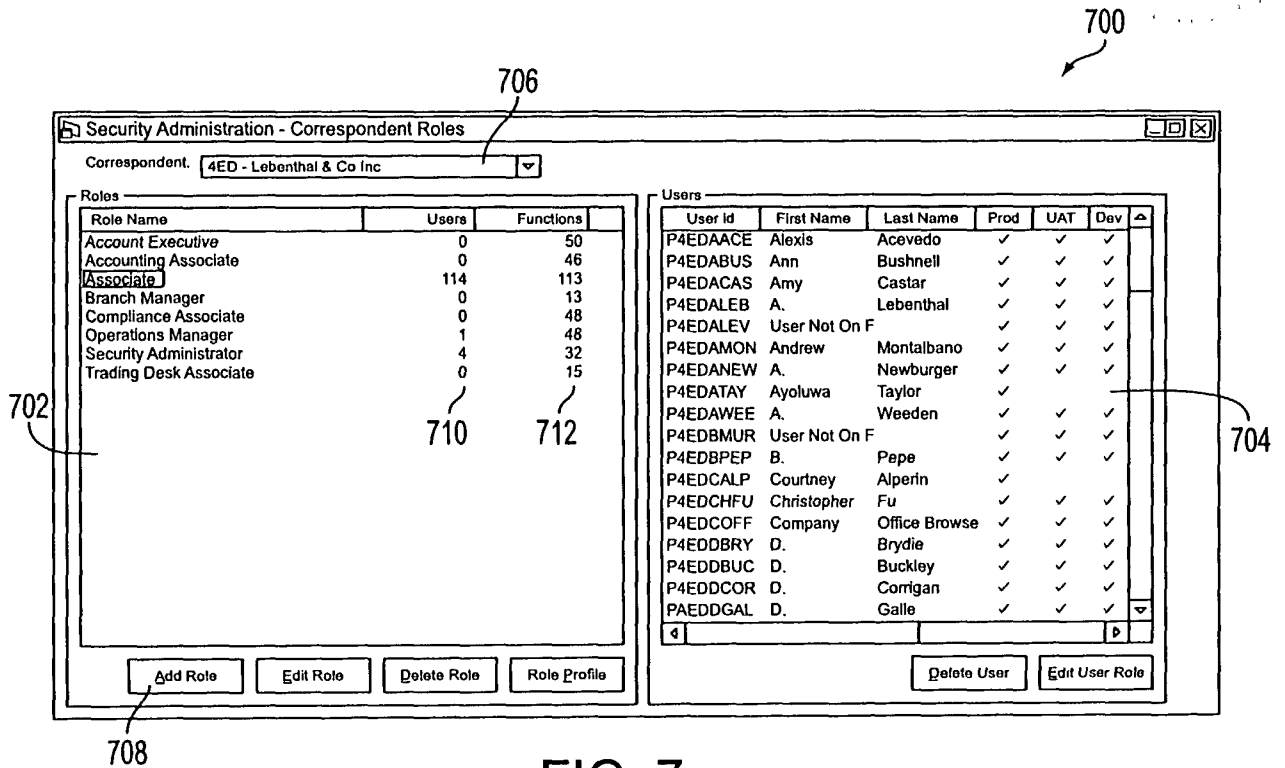 700
706
Security Administration - Correspondent Roles
Correspondent. 4ED - Lebenthal & Co Inc
Roles
Role Name Users Functions
Account Executive 0 50
Accounting Associate 0 46
Associate 114 113
Branch Manager 0 13
Compliance Associate 0 48
Operations Manager 1 48
Security Administrator 4 32
Trading Desk Associate 0 15
702
710
712
Add Role Edit Role Delete Role Role Profile
708
Users
User id First Name Last Name Prod UAT Dev
P4EDAACE Alexis Acevedo ✓ ✓ ✓
P4EDABUS Ann Bushnell ✓ ✓ ✓
P4EDACAS Amy Castar ✓ ✓ ✓
P4EDALEB A. Lebenthal ✓ ✓ ✓
P4EDALEV User Not On F ✓ ✓ ✓
P4EDAMON Andrew Montalbano ✓ ✓ ✓
P4EDANEW A. Newburger ✓ ✓ ✓
P4EDATAY Ayoluwa Taylor ✓
P4EDAWEE A. Weeden ✓ ✓ ✓
P4EDBMUR User Not On F ✓ ✓ ✓
P4EDBPEP B. Pepe ✓ ✓ ✓
P4EDCALP Courtney Alperin ✓
P4EDCHFU Christopher Fu ✓ ✓ ✓
P4EDCOFF Company Office Browse ✓ ✓ ✓
P4EDDBRY D. Brydie ✓ ✓ ✓
P4EDDBUC D. Buckley ✓ ✓ ✓
P4EDDCOR D. Corrigan ✓ ✓ ✓
PAEDDGAL D. Galle ✓ ✓ ✓
704
Delete User Edit User Role
FIG. 7